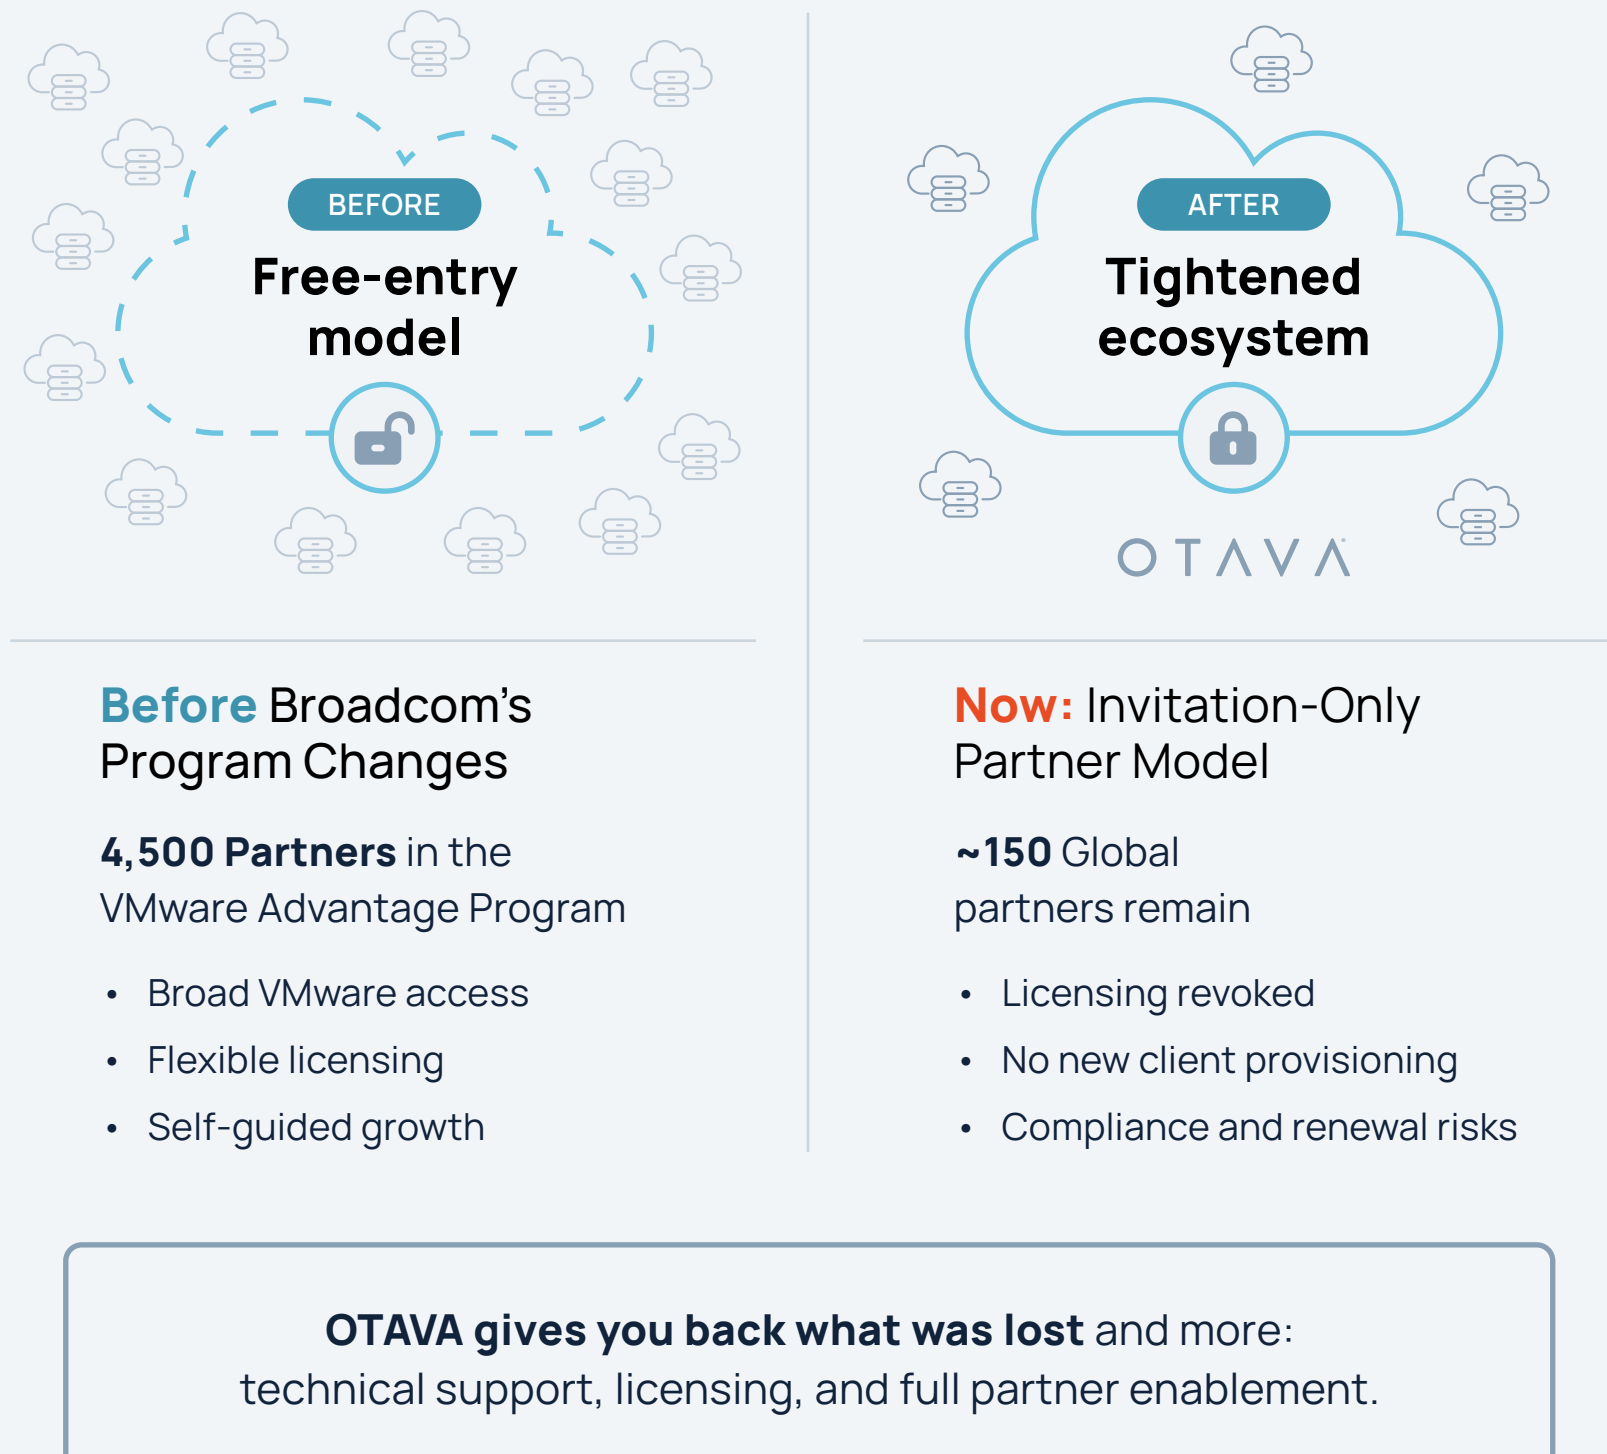 BEFORE
Free-entry
model
AFTER
Tightened
ecosystem
OTAVA
Before Broadcom’s
Program Changes
4,500 Partners in the
VMware Advantage Program
• Broad VMware access
• Flexible licensing
• Self-guided growth
Now: Invitation-Only
Partner Model
~150 Global
partners remain
• Licensing revoked
• No new client provisioning
• Compliance and renewal risks
OTAVA gives you back what was lost and more:
technical support, licensing, and full partner enablement.